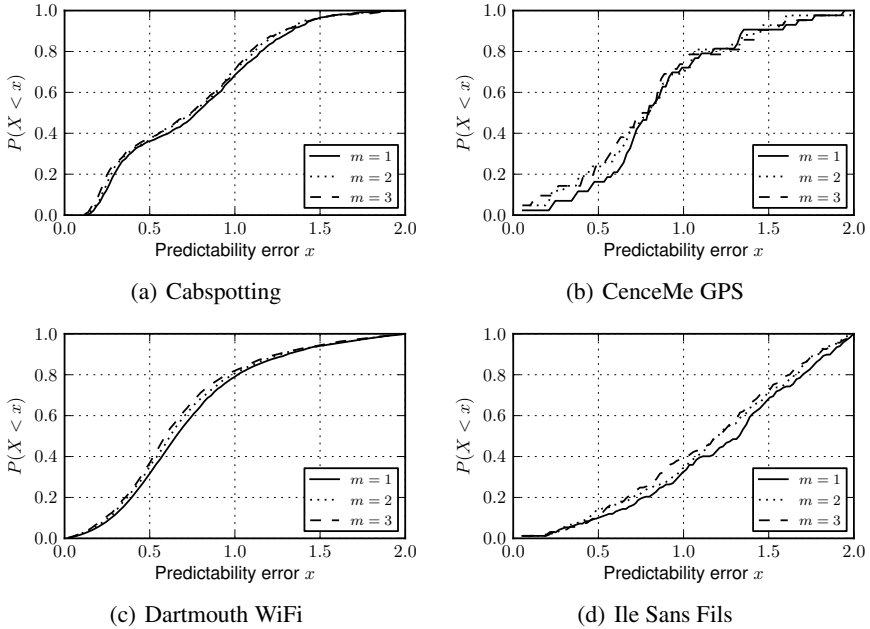 1.0
0.8
0.6
0.4
0.2
0.0
P(X < x)
m = 1
m = 2
m = 3
0.0 0.5 1.0 1.5 2.0
Predictability error x
(a) Cabspotting
1.0
0.8
0.6
0.4
0.2
0.0
P(X < x)
m = 1
m = 2
m = 3
0.0 0.5 1.0 1.5 2.0
Predictability error x
(b) CenceMe GPS
1.0
0.8
0.6
0.4
0.2
0.0
P(X < x)
m = 1
m = 2
m = 3
0.0 0.5 1.0 1.5 2.0
Predictability error x
(c) Dartmouth WiFi
1.0
0.8
0.6
0.4
0.2
0.0
P(X < x)
m = 1
m = 2
m = 3
0.0 0.5 1.0 1.5 2.0
Predictability error x
(d) Ile Sans Fils